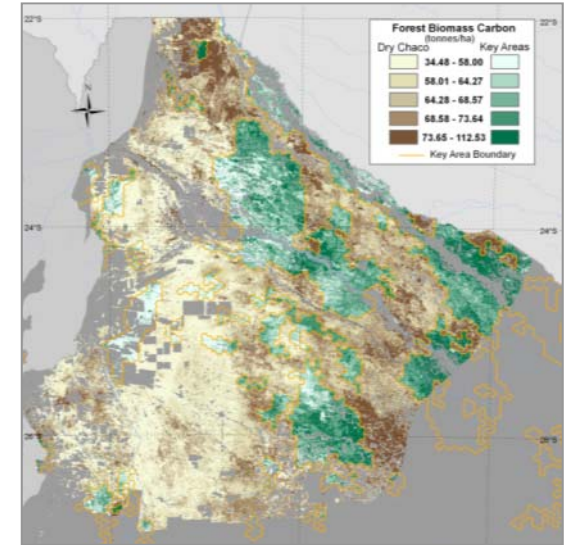 22°S
22°S
Forest Biomass Carbon
(tonnes/ha)
Dry Chaco Key Areas
34.48 - 58.00
58.01 - 64.27
64.28 - 68.57
68.58 - 73.64
73.65 - 112.53
Key Area Boundary
N
24°S
24°S
26°S
26°S